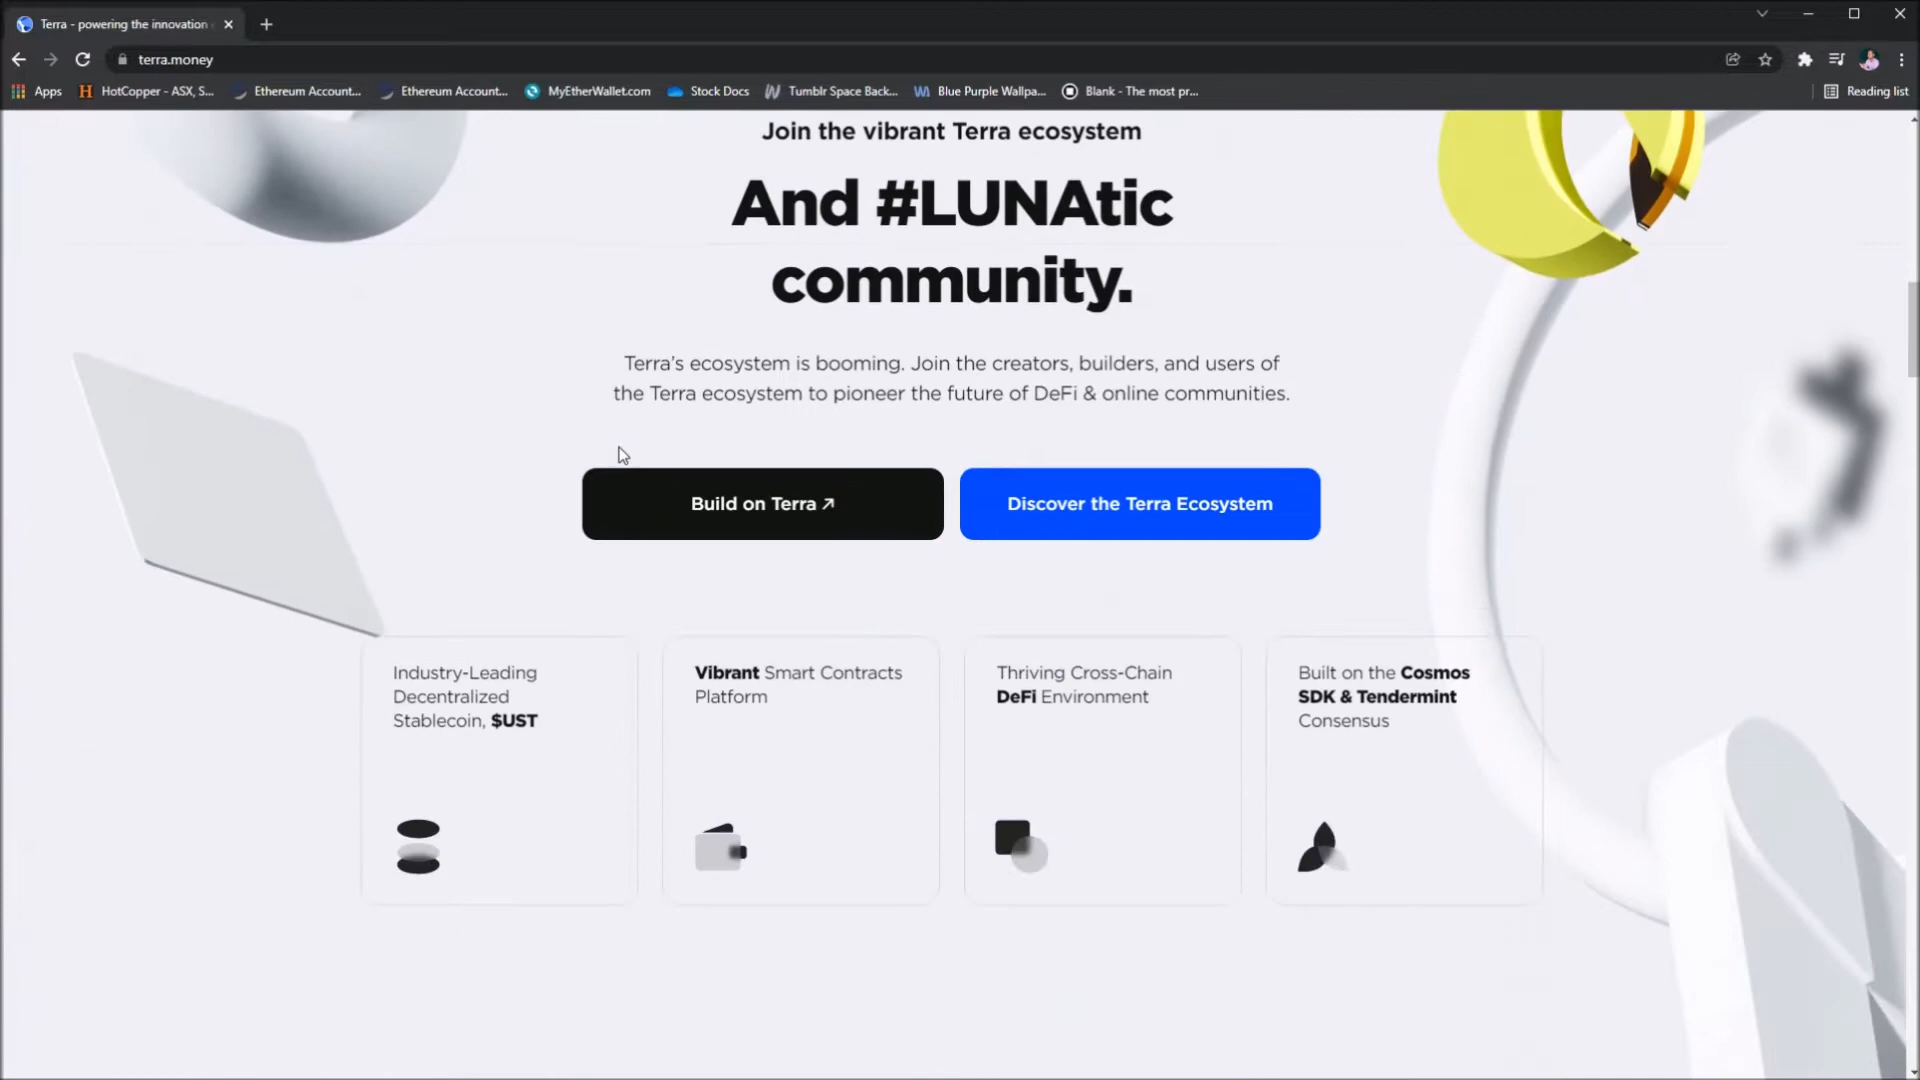 Terra - powering the innovation
terra.money
Apps
HotCopper - ASX, S...
Ethereum Account...
Ethereum Account...
MyEtherWallet.com
Stock Docs
Tumblr Space Back...
Blue Purple Wallpa...
Blank - The most pr...
Reading list
Join the vibrant Terra ecosystem
And #LUNAtic
community.
Terra's ecosystem is booming. Join the creators, builders, and users of
the Terra ecosystem to pioneer the future of DeFi & online communities.
Build on Terra ↗
Discover the Terra Ecosystem
Industry-Leading
Decentralized
Stablecoin, $UST
Vibrant Smart Contracts
Platform
Thriving Cross-Chain
DeFi Environment
Built on the Cosmos
SDK & Tendermint
Consensus